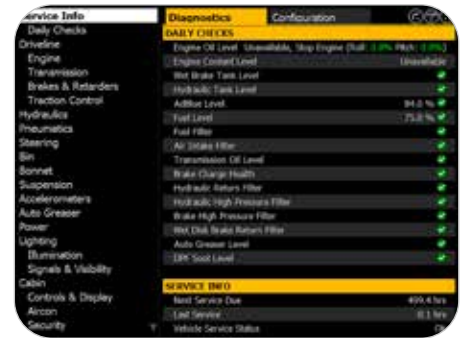 Service Info
Daily Checks
Driveline
Engine
Transmission
Brakes & Retarders
Traction Control
Hydraulics
Pneumatics
Steering
Bin
Bonnet
Suspension
Accelerometers
Auto Greaser
Power
Lighting
Illumination
Signals & Visibility
Cabin
Controls & Display
Aircon
Security
Diagnostics Configuration
DAILY CHECKS
Engine Oil Level Unavailable, Stop Engine (Roll: Pitch: )
Engine Coolant Level Unavailable
Wet Brake Tank Level
Hydraulic Tank Level
AdBlue Level 94.0 %
Fuel Level 75.0 %
Fuel Filter
Air Intake Filter
Transmission Oil Level
Brake Charge Health
Hydraulic Return Filter
Hydraulic High Pressure Filter
Brake High Pressure Filter
Wet Disk Brake Return Filter
Auto Greaser Level
DPF Soot Level
SERVICE INFO
Next Service Due 499.4 hrs
Last Service 0.1 hrs
Vehicle Service Status Ok